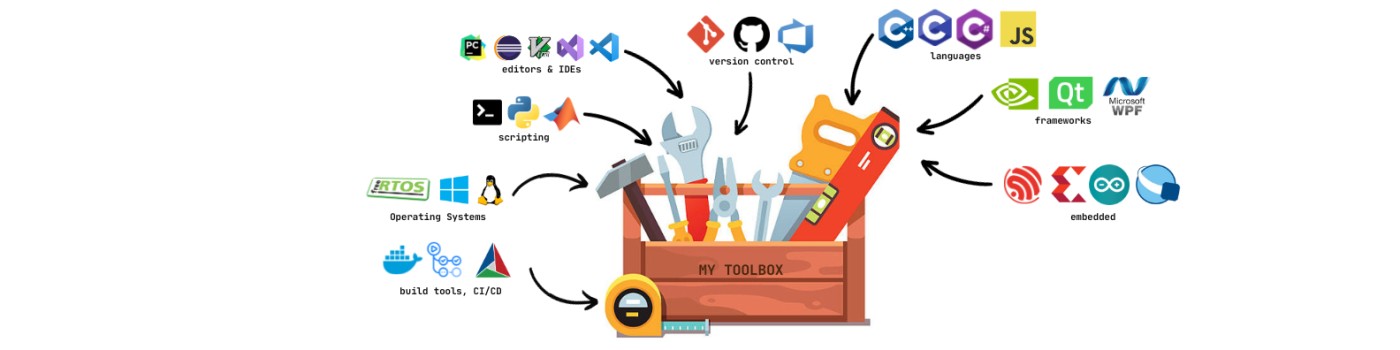 PC
editors & IDEs
version control
C++
C
C#
JS
languages
scripting
Qt
Microsoft
WPF
frameworks
RTOS
Operating Systems
embedded
build tools, CI/CD
MY TOOLBOX